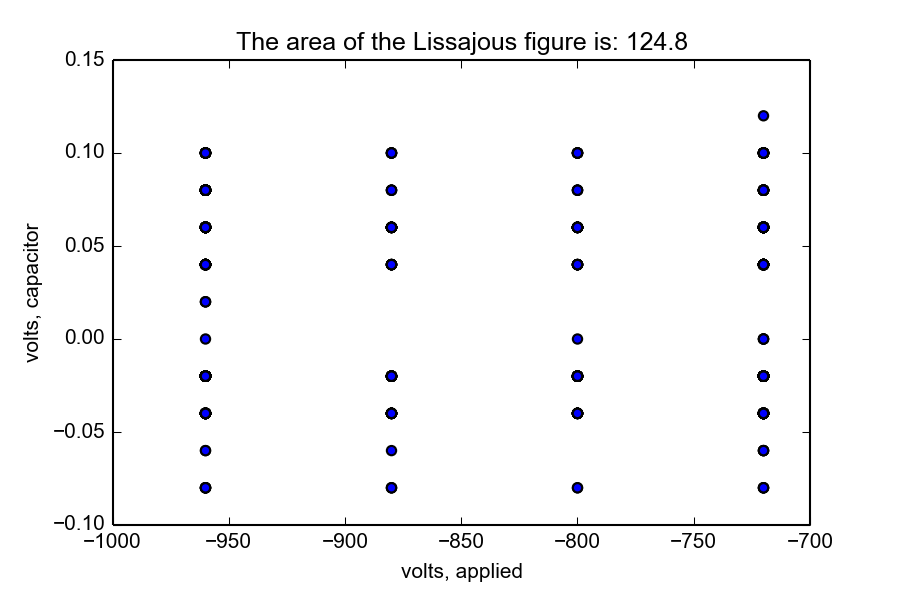 The area of the Lissajous figure is: 124.8
0.15
0.10
0.05
0.00
−0.05
−0.10
volts, capacitor
−1000 −950 −900 −850 −800 −750 −700
volts, applied